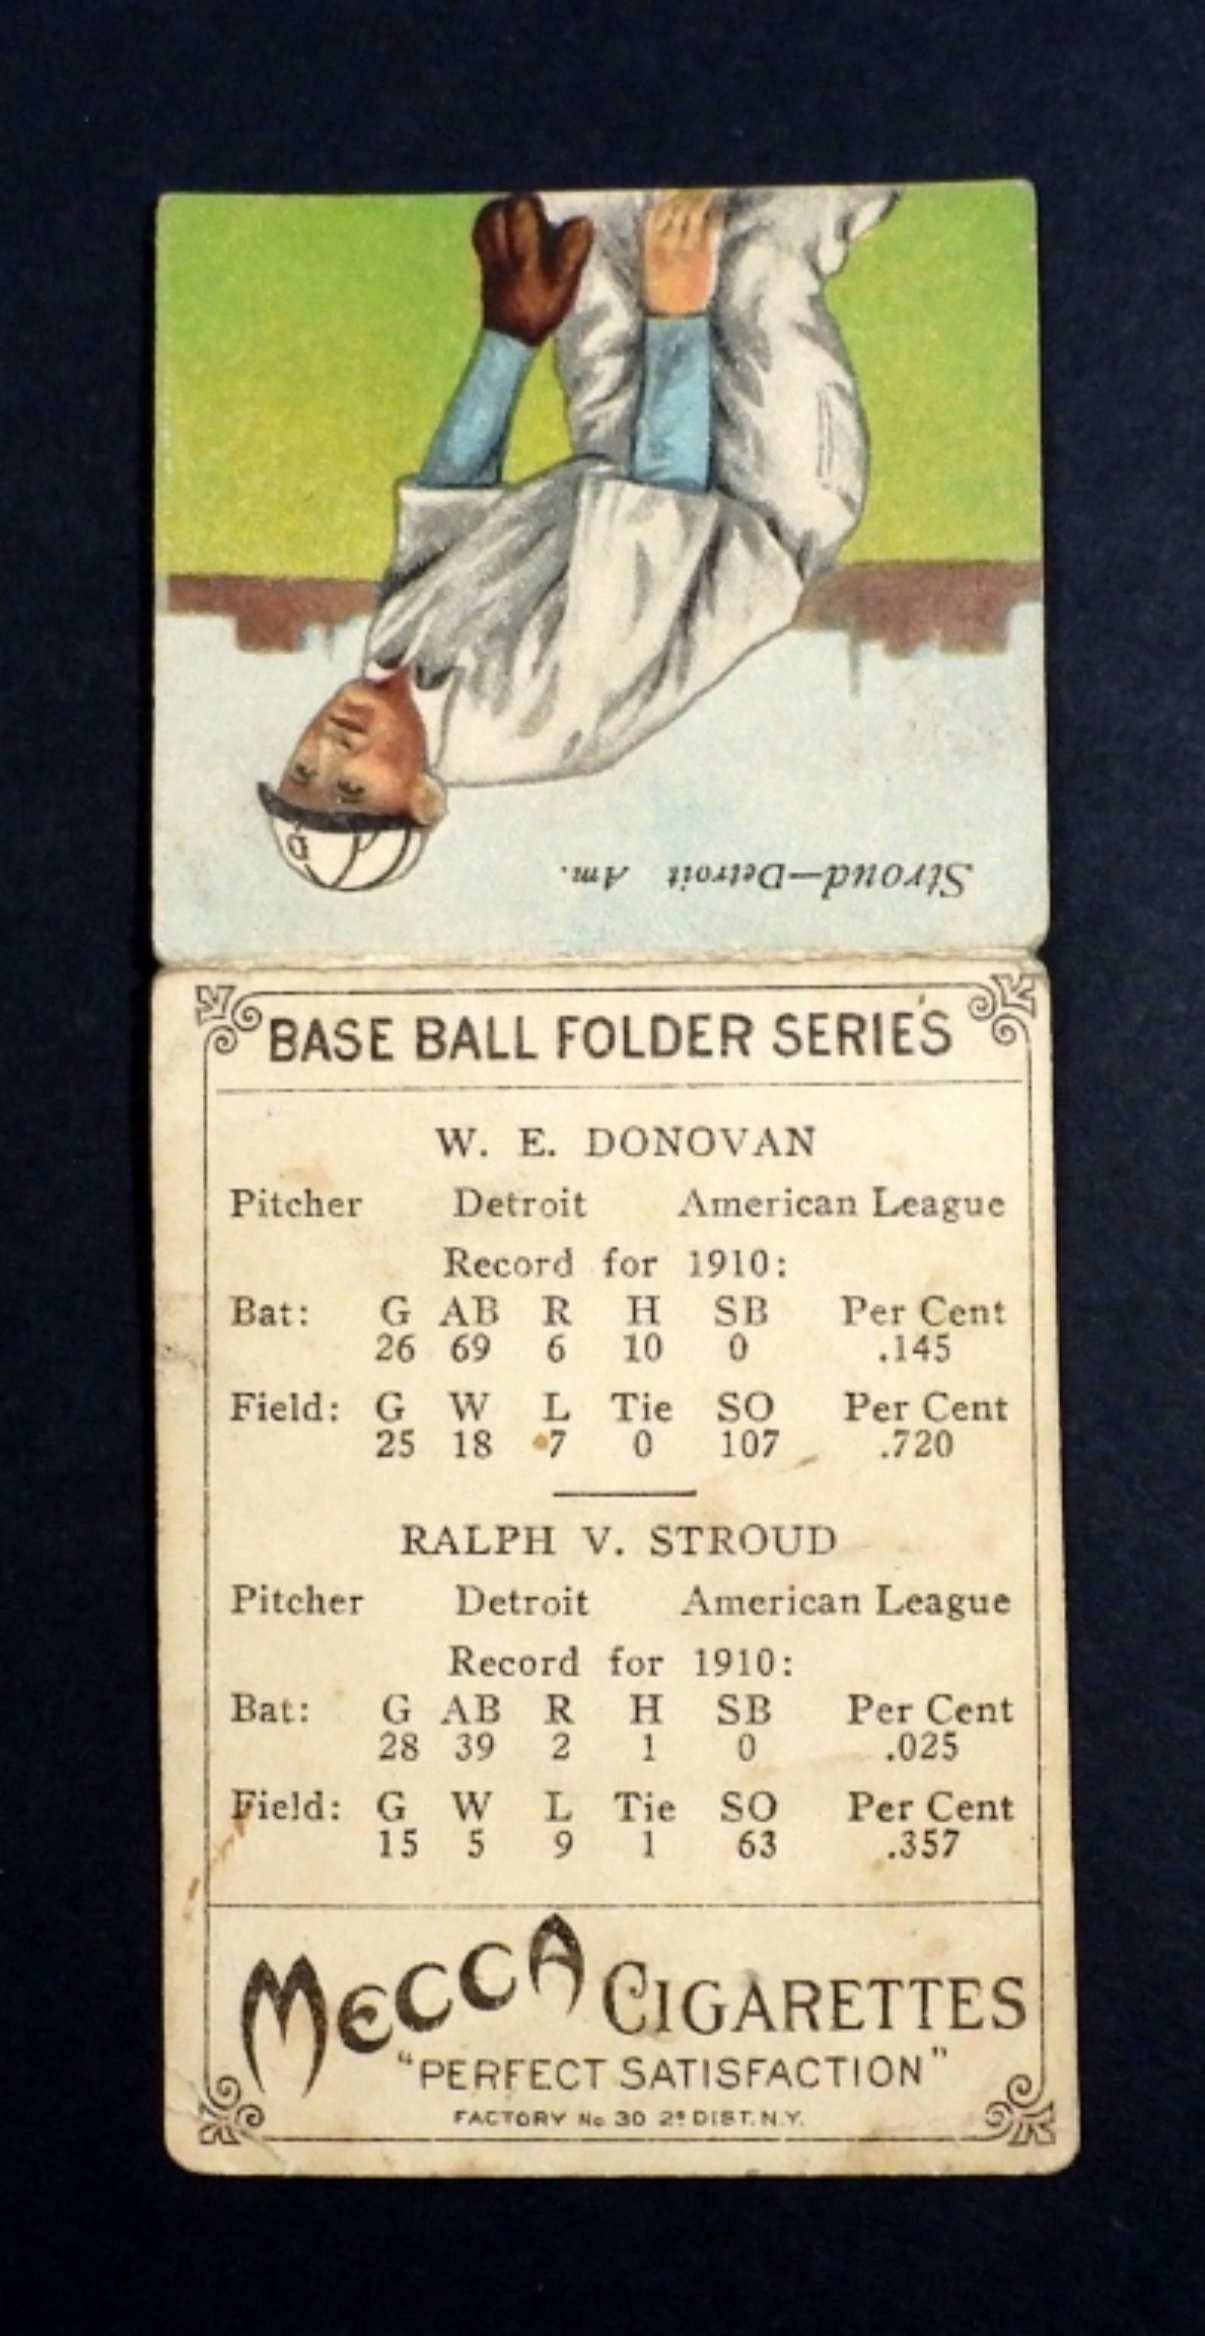 Stroud—Detroit Am.
BASE BALL FOLDER SERIES
W. E. DONOVAN
Pitcher Detroit American League
Record for 1910:
Bat: G AB R H SB Per Cent
26 69 6 10 0 .145
Field: G W L Tie SO Per Cent
25 18 7 0 107 .720
RALPH V. STROUD
Pitcher Detroit American League
Record for 1910:
Bat: G AB R H SB Per Cent
28 39 2 1 0 .025
Field: G W L Tie SO Per Cent
15 5 9 1 63 .357
MECCA CIGARETTES
"PERFECT SATISFACTION"
FACTORY No 30 2D DIST. N.Y.